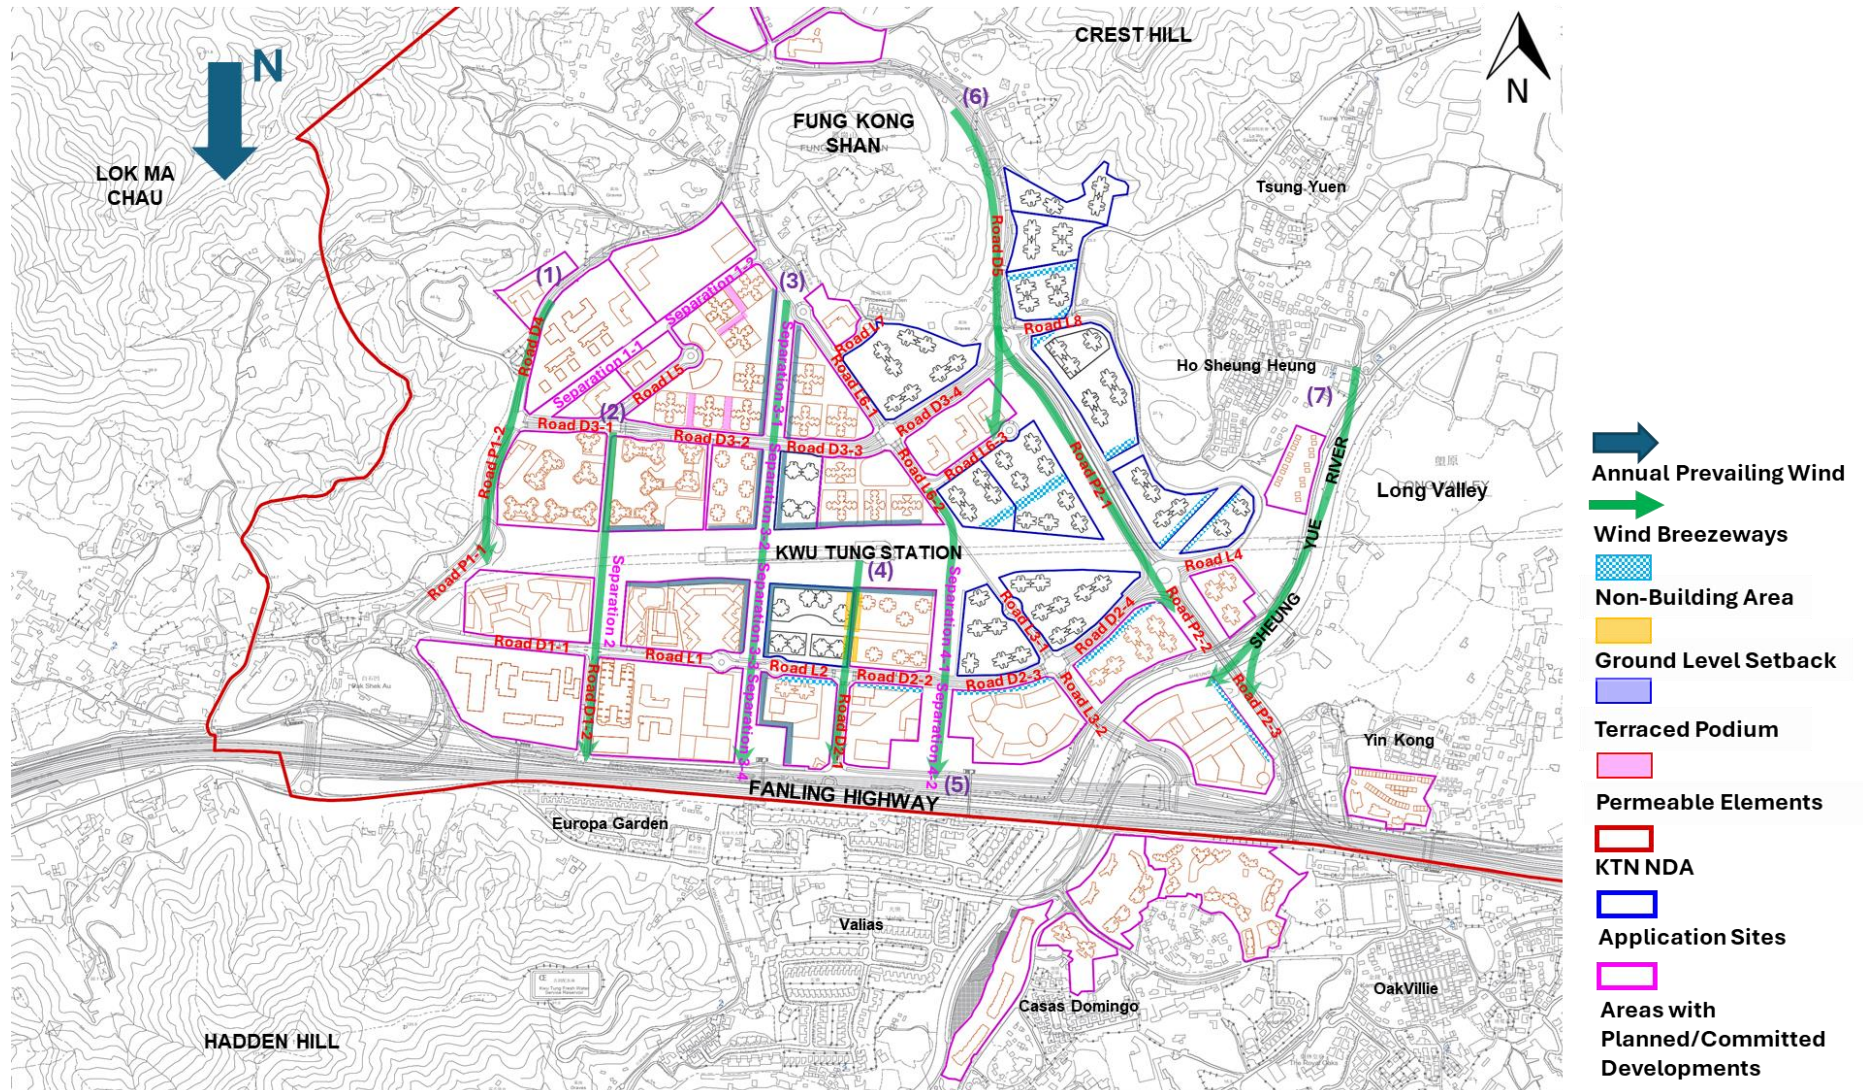 CREST HILL
N
N
(6)
FUNG KONG
SHAN
LOK MA
CHAU
Tsung Yuen
Road D5
Separation 1-2
(1)
(3)
Road D4
Road L7
Road L8
Separation 1-1
Road L5
Separation 3-1
Road L6-1
Ho Sheung Heung
(2)
(7)
Road D3-1
Road D3-2
Road D3-3
Road D3-4
Road P1-2
Road L6-3
Road L6-2
Road P2-1
Separation 3-2
Long Valley
SHEUNG YUE RIVER
KWU TUNG STATION
Road P1-1
(4)
Road L4
Separation 2
Separation 3-3
Separation 4-1
Road L3-1
Road D2-4
Road P2-2
Road D1-1
Road L1
Road L2
Road D2-2
Road D2-3
Road D1-2
Separation 3-4
Road D2-1
Separation 4-2
Road L3-2
Road P2-3
Yin Kong
(5)
FANLING HIGHWAY
Europa Garden
Valias
OakVillie
Casas Domingo
HADDEN HILL
Annual Prevailing Wind
Wind Breezeways
Non-Building Area
Ground Level Setback
Terraced Podium
Permeable Elements
KTN NDA
Application Sites
Areas with
Planned/Committed
Developments